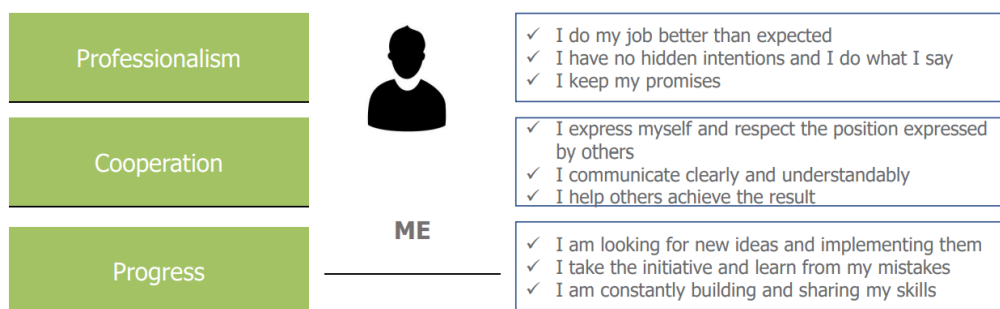 Professionalism
✓ I do my job better than expected
✓ I have no hidden intentions and I do what I say
✓ I keep my promises
Cooperation
✓ I express myself and respect the position expressed
by others
✓ I communicate clearly and understandably
✓ I help others achieve the result
ME
Progress
✓ I am looking for new ideas and implementing them
✓ I take the initiative and learn from my mistakes
✓ I am constantly building and sharing my skills